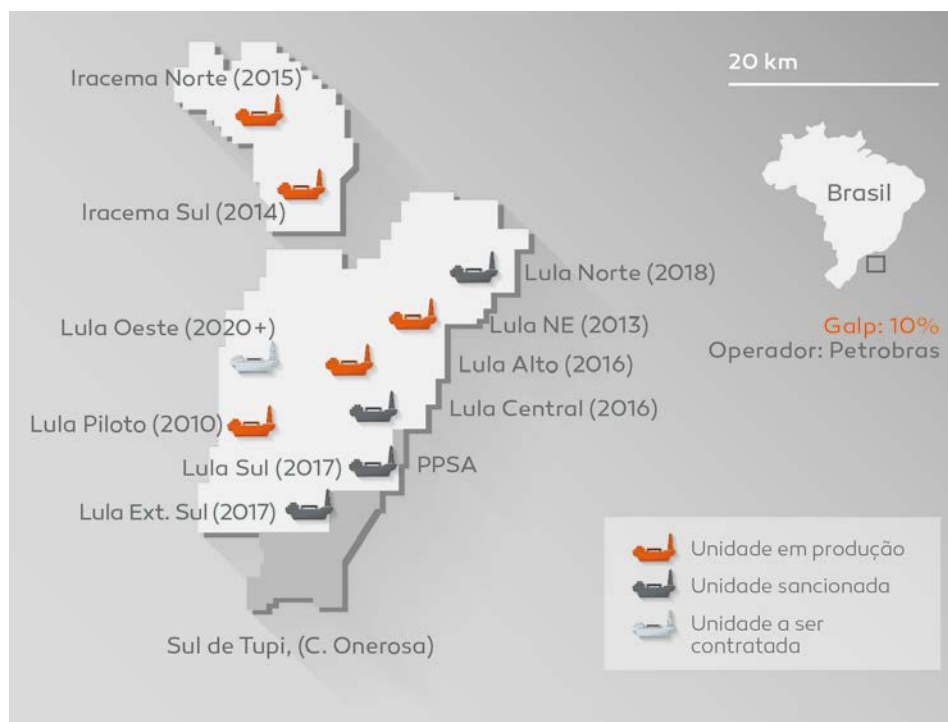 Iracema Norte (2015)
20 km
Brasil
Iracema Sul (2014)
Lula Norte (2018)
Lula Oeste (2020+)
Lula NE (2013)
Galp: 10%
Operador: Petrobras
Lula Alto (2016)
Lula Central (2016)
Lula Piloto (2010)
Lula Sul (2017)
PPSA
Lula Ext. Sul (2017)
Unidade em produção
Unidade sancionada
Unidade a ser
contratada
Sul de Tupi, (C. Onerosa)